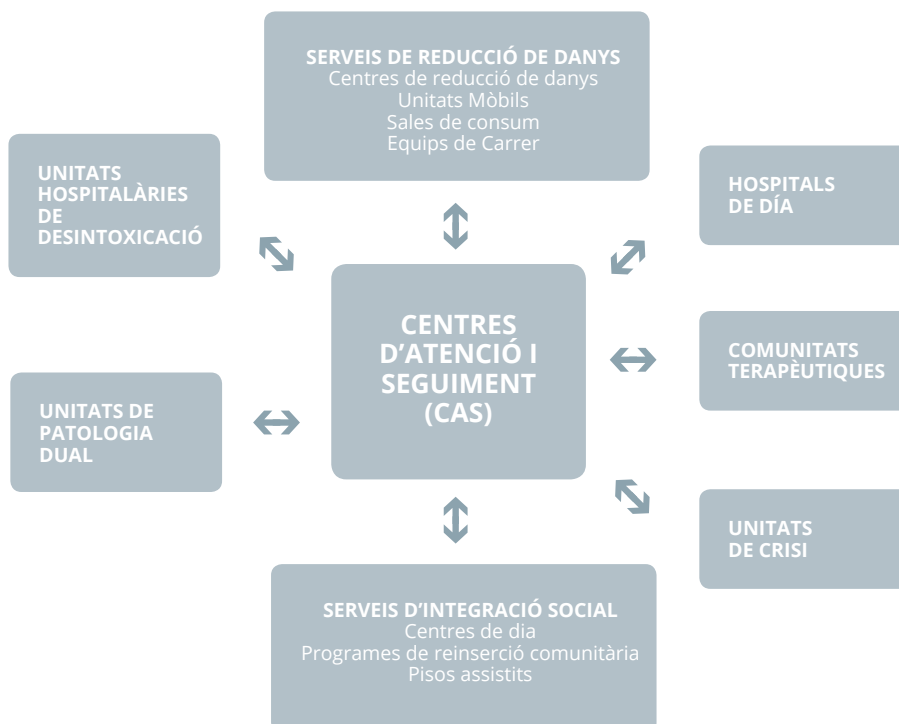 SERVEIS DE REDUCCIÓ DE DANYS
Centres de reducció de danys
Unitats Mòbils
Sales de consum
Equips de Carrer
UNITATS
HOSPITALÀRIES
DE
DESINTOXICACIÓ
HOSPITALS
DE DÍA
CENTRES
D’ATENCIÓ I
SEGUIMENT
(CAS)
COMUNITATS
TERAPÈUTIQUES
UNITATS DE
PATOLOGIA
DUAL
UNITATS
DE CRISI
SERVEIS D’INTEGRACIÓ SOCIAL
Centres de dia
Programes de reinserció comunitària
Pisos assistits